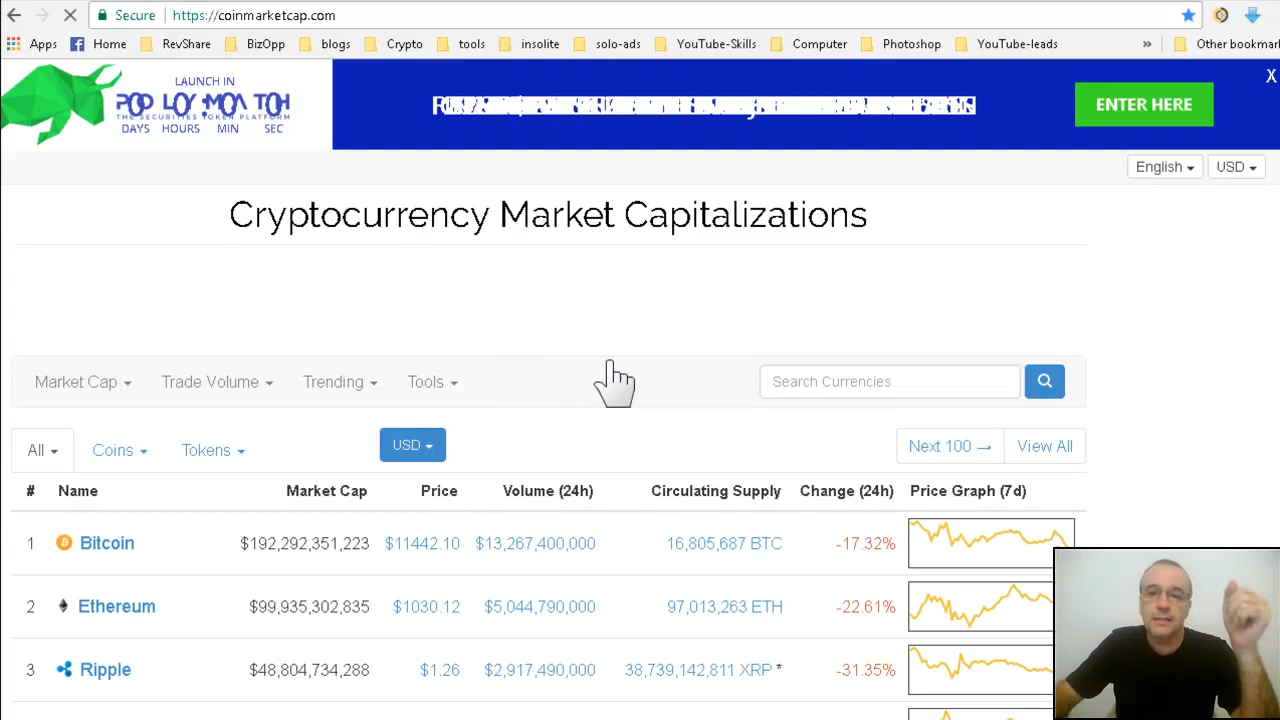 Secure
https://coinmarketcap.com
Apps Home RevShare BizOpp blogs Crypto tools insolite solo-ads YouTube-Skills Computer Photoshop YouTube-leads » Other bookmar
LAUNCH IN
THE SECURITIES TOKEN PLATFORM
DAYS HOURS MIN SEC
ENTER HERE
X
English USD
Cryptocurrency Market Capitalizations
Market Cap Trade Volume Trending Tools Search Currencies
All Coins Tokens USD Next 100 → View All
# Name Market Cap Price Volume (24h) Circulating Supply Change (24h) Price Graph (7d)
1 Bitcoin $192,292,351,223 $11442.10 $13,267,400,000 16,805,687 BTC -17.32%
2 Ethereum $99,935,302,835 $1030.12 $5,044,790,000 97,013,263 ETH -22.61%
3 Ripple $48,804,734,288 $1.26 $2,917,490,000 38,739,142,811 XRP * -31.35%